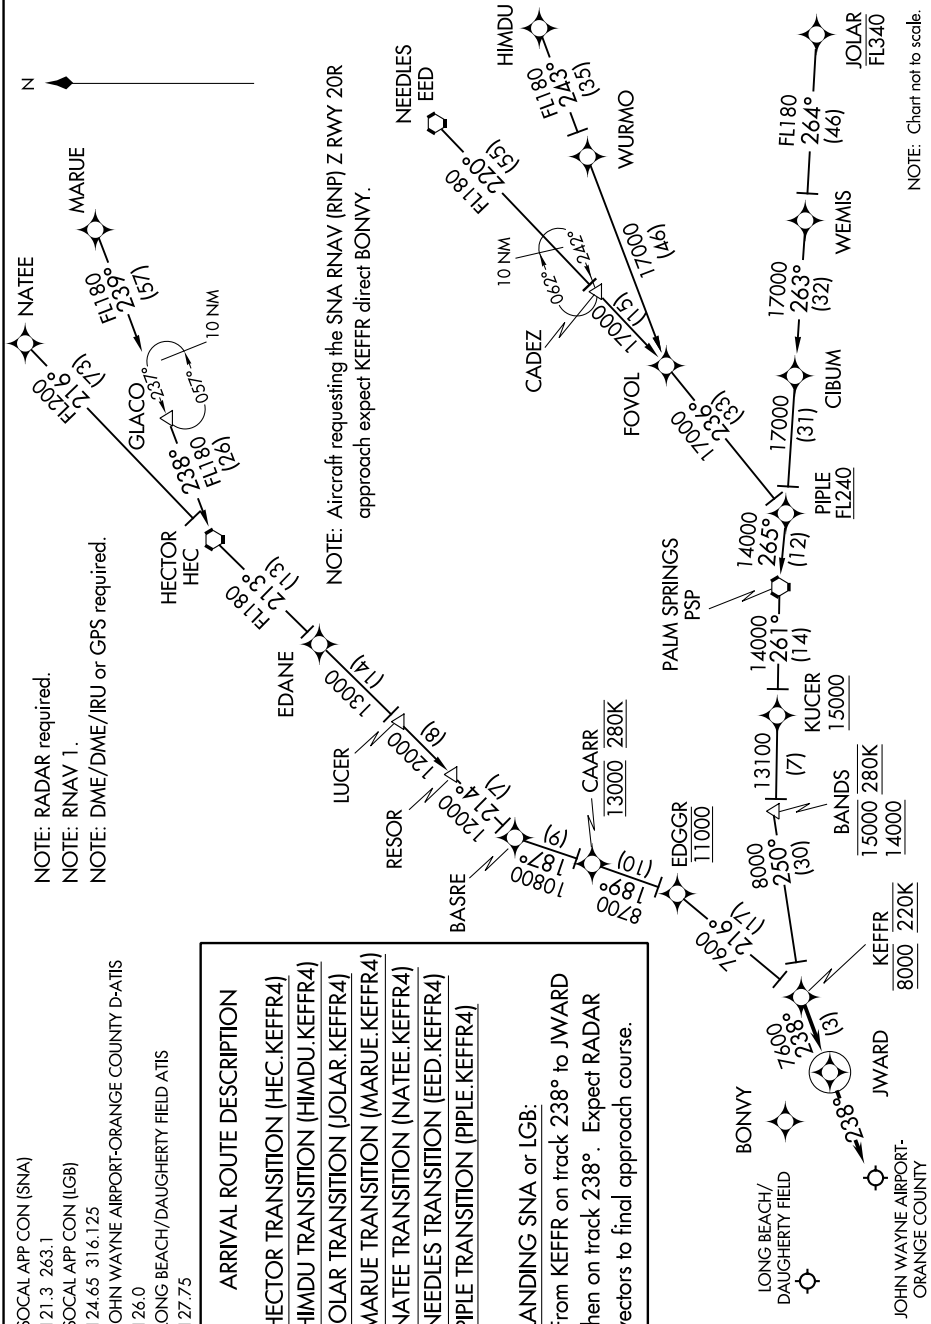 SOCAL APP CON (SNA)
121.3 263.1
SOCAL APP CON (LGB)
124.65 316.125
JOHN WAYNE AIRPORT-ORANGE COUNTY D-ATIS
126.0
LONG BEACH/DAUGHERTY FIELD ATIS
127.75
NOTE: RADAR required.
NOTE: RNAV 1.
NOTE: DME/DME/IRU or GPS required.
N
NATEE
FL200
216°
(73)
MARUE
FL180
239°
(57)
GLACO
237°
057°
10 NM
238°
FL180
(26)
HECTOR
HEC
FL180
213°
(13)
EDANE
13000
(14)
LUCER
12000
(8)
RESOR
12000
214°
(7)
BASRE
10800
187°
(9)
CAARR
13000 280K
8700
189°
(10)
EDGGR
11000
7600
216°
(17)
NOTE: Aircraft requesting the SNA RNAV (RNP) Z RWY 20R
approach expect KEFFR direct BONVY.
NEEDLES
EED
FL180
220°
(55)
10 NM
062°
242°
CADEZ
17000
(15)
HIMDU
FL180
243°
(35)
WURMO
17000
(46)
FOVOL
17000
236°
(33)
JOLAR
FL340
FL180
264°
(46)
WEMIS
17000
263°
(32)
CIBUM
17000
(31)
PIPLE
FL240
14000
265°
(12)
PALM SPRINGS
PSP
14000
261°
(14)
KUCER
15000
13100
(7)
BANDS
15000 280K
14000
8000
250°
(30)
KEFFR
8000 220K
7600
238°
(3)
JWARD
238°
BONVY
LONG BEACH/
DAUGHERTY FIELD
JOHN WAYNE AIRPORT-
ORANGE COUNTY
NOTE: Chart not to scale.
ARRIVAL ROUTE DESCRIPTION
HECTOR TRANSITION (HEC.KEFFR4)
HIMDU TRANSITION (HIMDU.KEFFR4)
JOLAR TRANSITION (JOLAR.KEFFR4)
MARUE TRANSITION (MARUE.KEFFR4)
NATEE TRANSITION (NATEE.KEFFR4)
NEEDLES TRANSITION (EED.KEFFR4)
PIPLE TRANSITION (PIPLE.KEFFR4)
LANDING SNA or LGB:
From KEFFR on track 238° to JWARD
then on track 238°. Expect RADAR
vectors to final approach course.